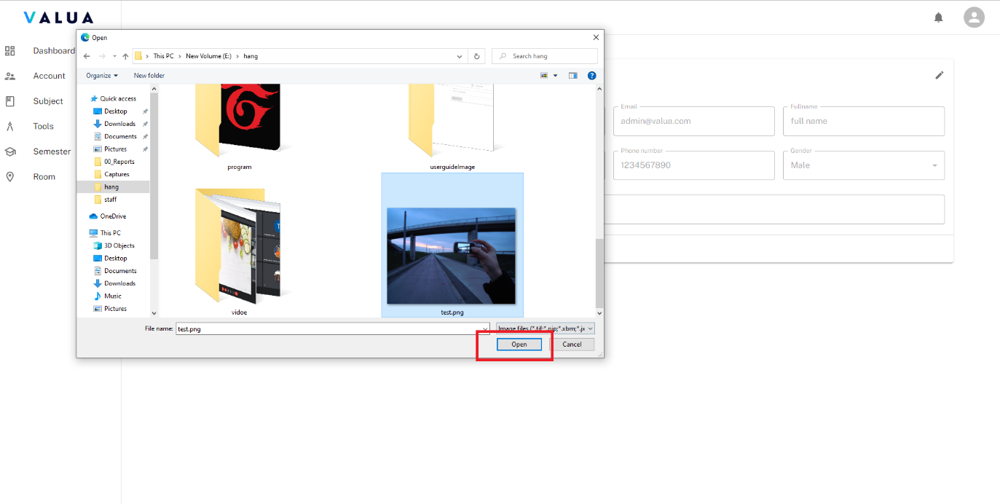 VALUA
Dashboard
Account
Subject
Tools
Semester
Room
Open
This PC
New Volume (E:)
hang
Search hang
Organize
New folder
Quick access
Desktop
Downloads
Documents
Pictures
00_Reports
Captures
hang
staff
OneDrive
This PC
3D Objects
Desktop
Documents
Downloads
Music
Pictures
program
userguideImage
vidoe
test.png
File name:
test.png
Image files (*.tif;*.pjp;*.xbm;*.jx
Open
Cancel
Email
admin@valua.com
Fullname
full name
Phone number
1234567890
Gender
Male